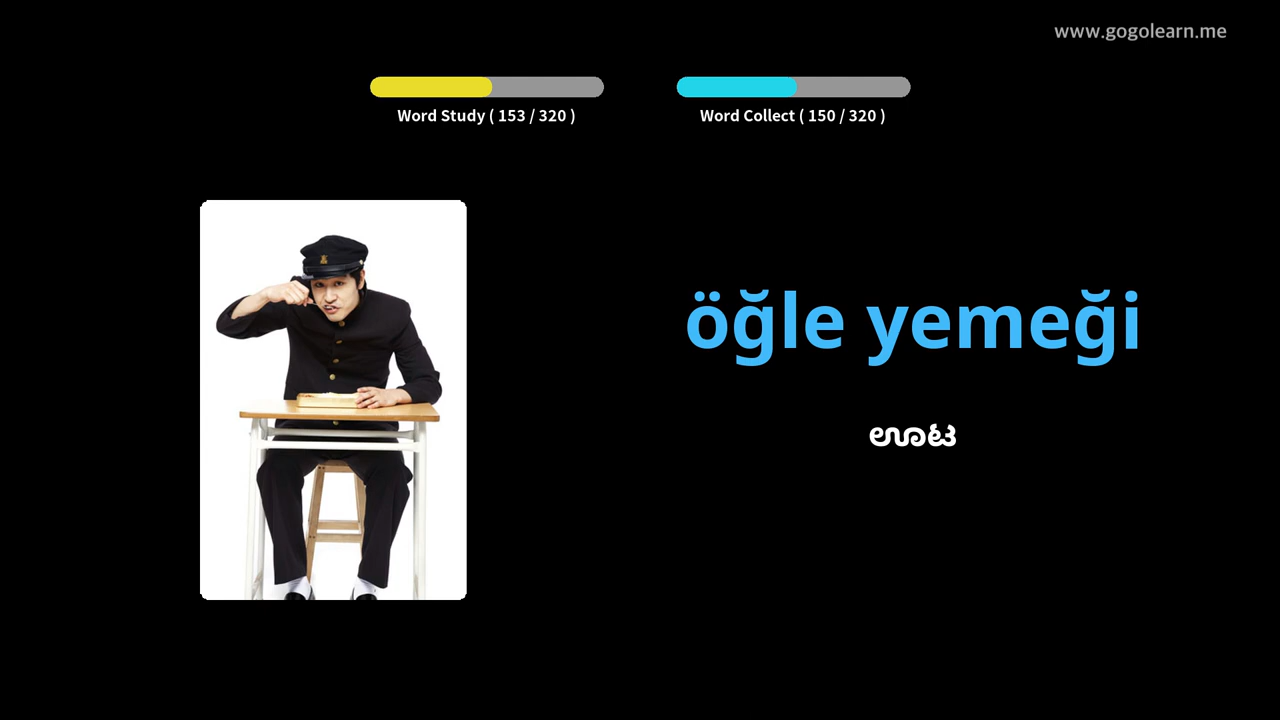 www.gogolearn.me
Word Study ( 153 / 320 )
Word Collect ( 150 / 320 )
öğle yemeği
ಊಟ